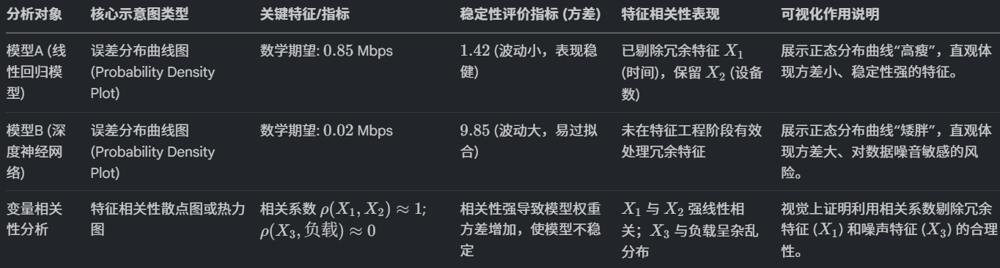 分析对象 核心示意图类型 关键特征/指标 稳定性评价指标 (方差) 特征相关性表现 可视化作用说明
模型A (线
性回归模
型)
误差分布曲线图
(Probability Density
Plot)
数学期望: 0.85 Mbps
1.42 (波动小，表现稳
健)
已剔除冗余特征 X₁
(时间)，保留 X₂ (设备
数)
展示正态分布曲线“高瘦”，直观体
现方差小、稳定性强的特征。
模型B (深
度神经网
络)
误差分布曲线图
(Probability Density
Plot)
数学期望: 0.02 Mbps
9.85 (波动大，易过拟
合)
未在特征工程阶段有效
处理冗余特征
展示正态分布曲线“矮胖”，直观体
现方差大、对数据噪音敏感的风
险。
变量相关
性分析
特征相关性散点图或热力
图
相关系数 ρ(X₁, X₂) ≈ 1;
ρ(X₃, 负载) ≈ 0
相关性强导致模型权重
方差增加，使模型不稳
定
X₁ 与 X₂ 强线性相
关；X₃ 与负载呈杂乱
分布
视觉上证明利用相关系数剔除冗余
特征 (X₁) 和噪声特征 (X₃) 的合理
性。